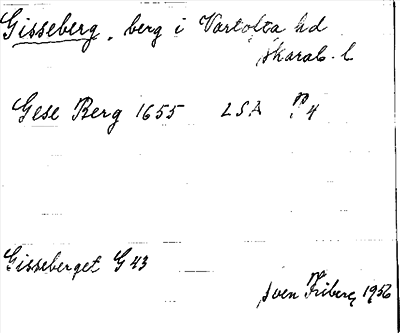 Gisseberg, berg i Vartofta hd
skarab. l
Gese Berg 1655 LSA P 4
Gisseberget G 43
Sven Friberg 1956